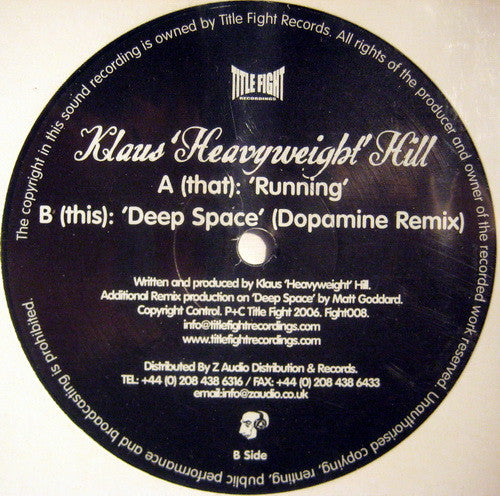 The copyright in this sound recording is owned by Title Fight Records. All rights of the producer and owner of the recorded work reserved. Unauthorised copying, renting, public performance and broadcasting is prohibited.
TITLE FIGHT
RECORDINGS
Klaus 'Heavyweight' Hill
A (that): 'Running'
B (this): 'Deep Space' (Dopamine Remix)
Written and produced by Klaus 'Heavyweight' Hill.
Additional Remix production on 'Deep Space' by Matt Goddard.
Copyright Control. P+C Title Fight 2006. Fight008.
info@titlefightrecordings.com
www.titlefightrecordings.com
Distributed By Z Audio Distribution & Records.
TEL: +44 (0) 208 438 6316 / FAX: +44 (0) 208 438 6433
email:info@zaudio.co.uk
B Side